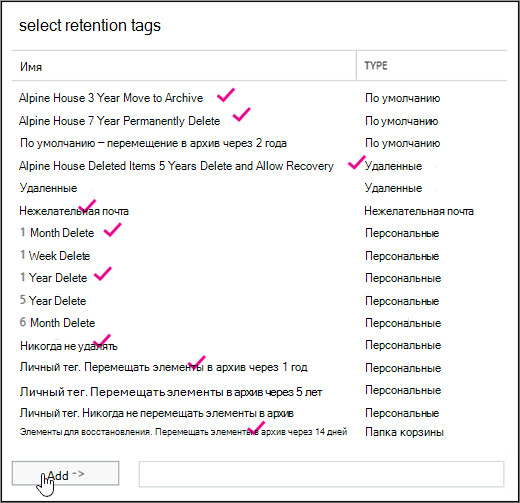 select retention tags
Имя TYPE
Alpine House 3 Year Move to Archive По умолчанию
Alpine House 7 Year Permanently Delete По умолчанию
По умолчанию – перемещение в архив через 2 года По умолчанию
Alpine House Deleted Items 5 Years Delete and Allow Recovery Удаленные
Удаленные Удаленные
Нежелательная почта Нежелательная почта
1 Month Delete Персональные
1 Week Delete Персональные
1 Year Delete Персональные
5 Year Delete Персональные
6 Month Delete Персональные
Никогда не удалять Персональные
Личный тег. Перемещать элементы в архив через 1 год Персональные
Личный тег. Перемещать элементы в архив через 5 лет Персональные
Личный тег. Никогда не перемещать элементы в архив Персональные
Элементы для восстановления. Перемещать элементы в архив через 14 дней Папка корзины
Add ->